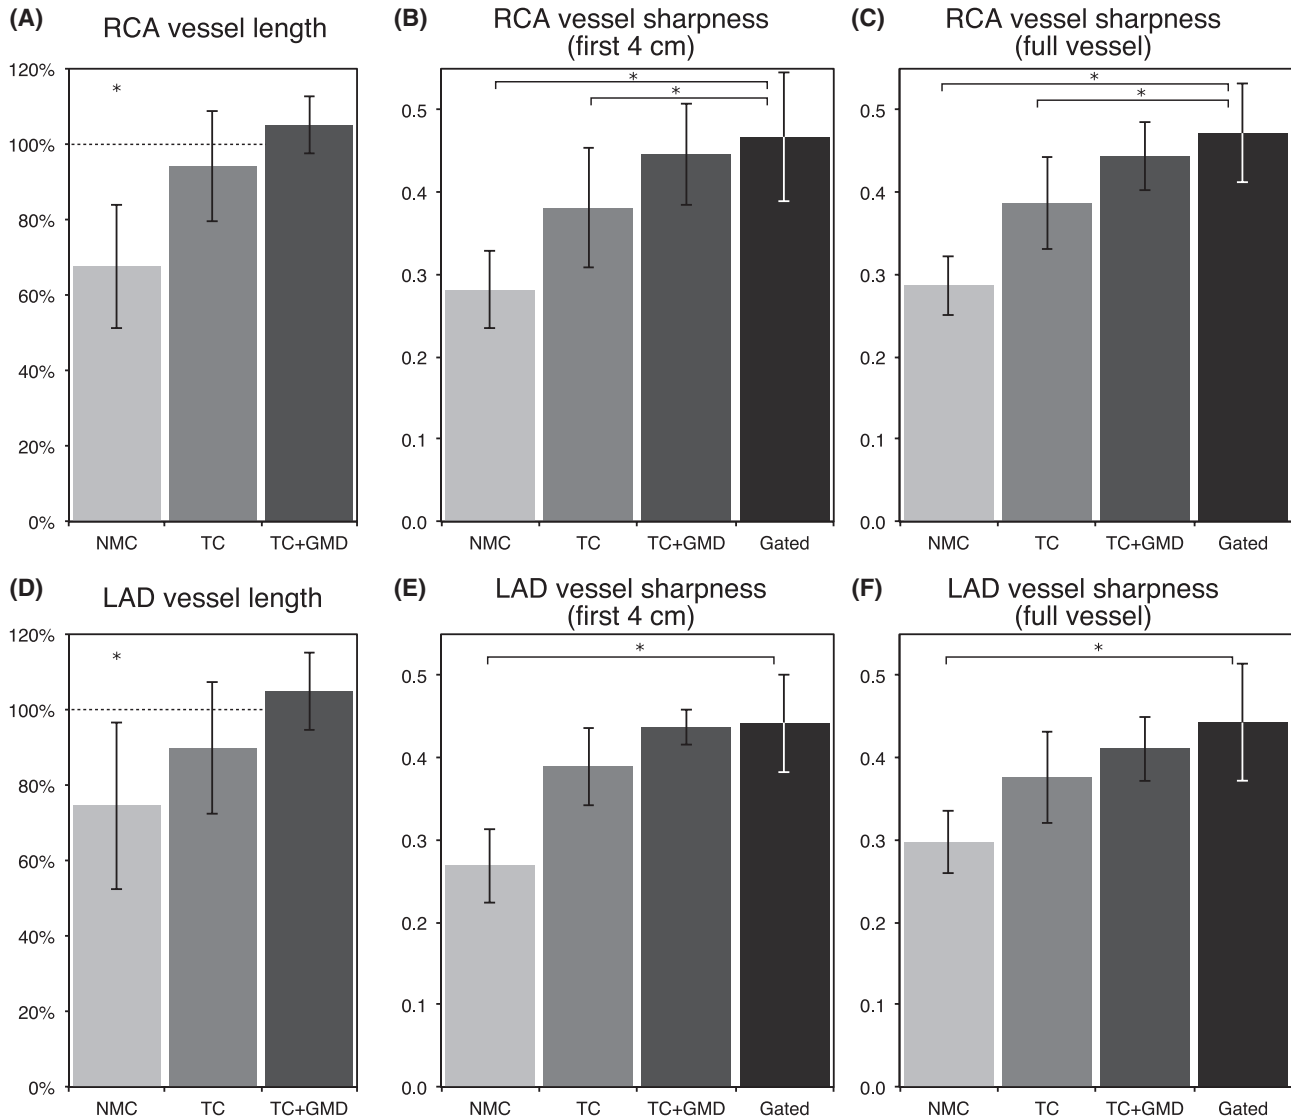 (A)
RCA vessel length
120%
*
100%
80%
60%
40%
20%
0%
NMC TC TC+GMD
(B)
RCA vessel sharpness
(first 4 cm)
*
*
0.5
0.4
0.3
0.2
0.1
0.0
NMC TC TC+GMD Gated
(C)
RCA vessel sharpness
(full vessel)
*
*
0.5
0.4
0.3
0.2
0.1
0.0
NMC TC TC+GMD Gated
(D)
LAD vessel length
120%
*
100%
80%
60%
40%
20%
0%
NMC TC TC+GMD
(E)
LAD vessel sharpness
(first 4 cm)
*
0.5
0.4
0.3
0.2
0.1
0.0
NMC TC TC+GMD Gated
(F)
LAD vessel sharpness
(full vessel)
*
0.5
0.4
0.3
0.2
0.1
0.0
NMC TC TC+GMD Gated